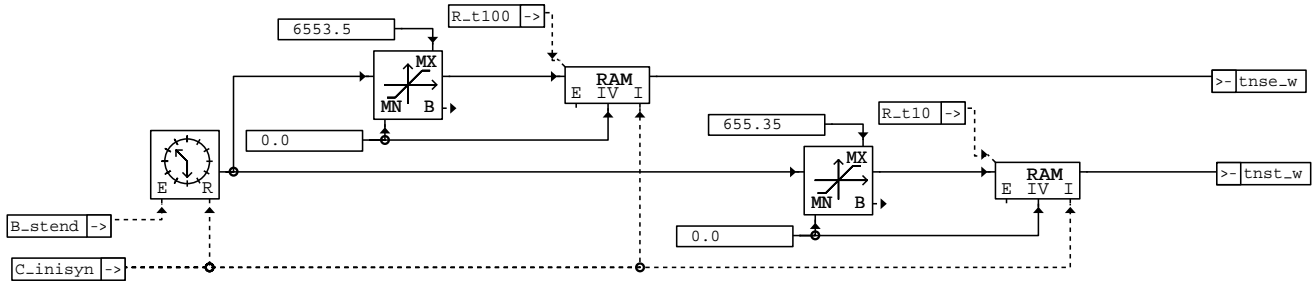 6553.5
R_t100 ->
MX
MN B
RAM
E IV I
>- tnse_w
0.0
655.35
R_t10 ->
MX
MN B
RAM
E IV I
>- tnst_w
E R
B_stend ->
0.0
C_inisyn ->